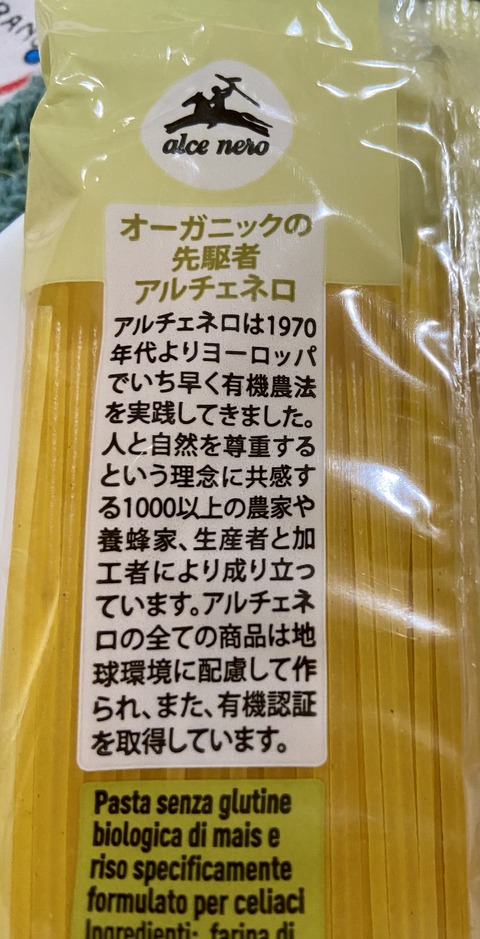 alce nero
オーガニックの
先駆者
アルチェネロ
アルチェネロは1970
年代よりヨーロッパ
でいち早く有機農法
を実践してきました。
人と自然を尊重する
という理念に共感す
る1000以上の農家や
養蜂家、生産者と加
工者により成り立っ
ています。アルチェネ
ロの全ての商品は地
球環境に配慮して作
られ、また、有機認証
を取得しています。
Pasta senza glutine
biologica di mais e
riso specificamente
formulato per celiaci
Ingredienti: farina di